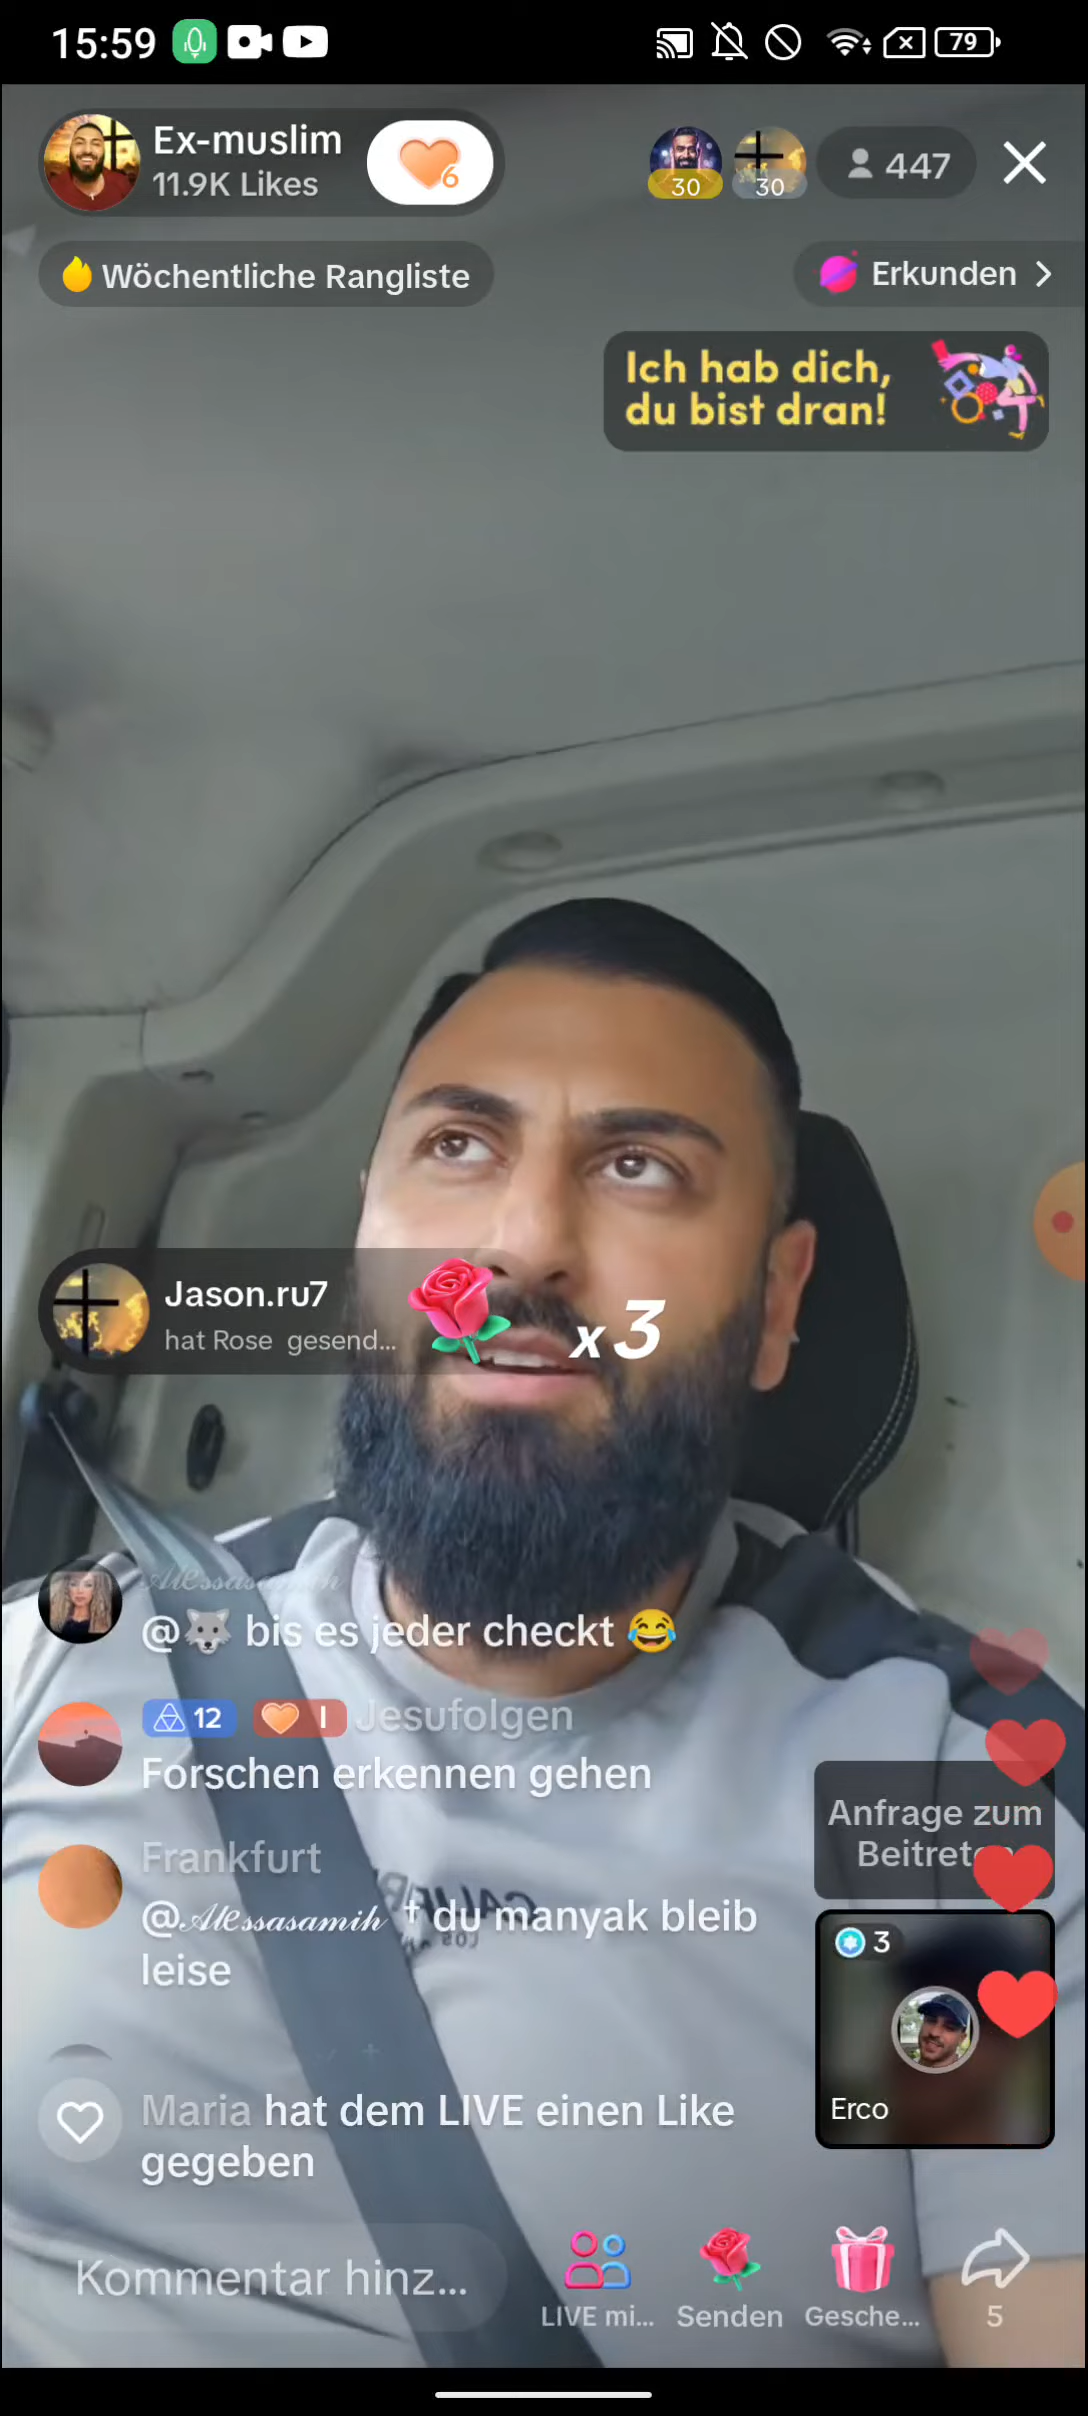 15:59
79
Ex-muslim
11.9K Likes
6
30
30
447
Wöchentliche Rangliste
Erkunden
Ich hab dich,
du bist dran!
Jason.ru7
hat Rose gesend...
x3
Alessasamih
@🐺 bis es jeder checkt 😂
12 I Jesufolgen
Forschen erkennen gehen
Frankfurt
@Alessasamih † du manyak bleib
leise
Anfrage zum
3
Erco
Maria hat dem LIVE einen Like
gegeben
Kommentar hinz...
LIVE mi...
Senden
Gesche...
5